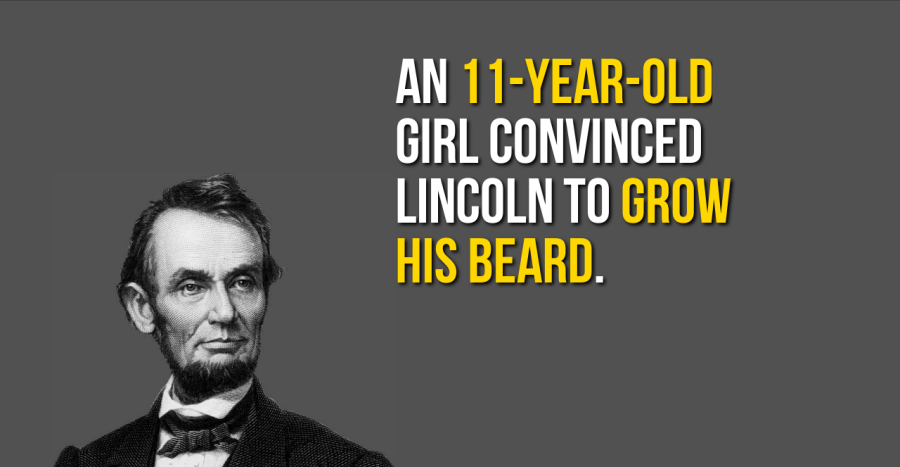 AN 11-YEAR-OLD
GIRL CONVINCED
LINCOLN TO GROW
HIS BEARD.